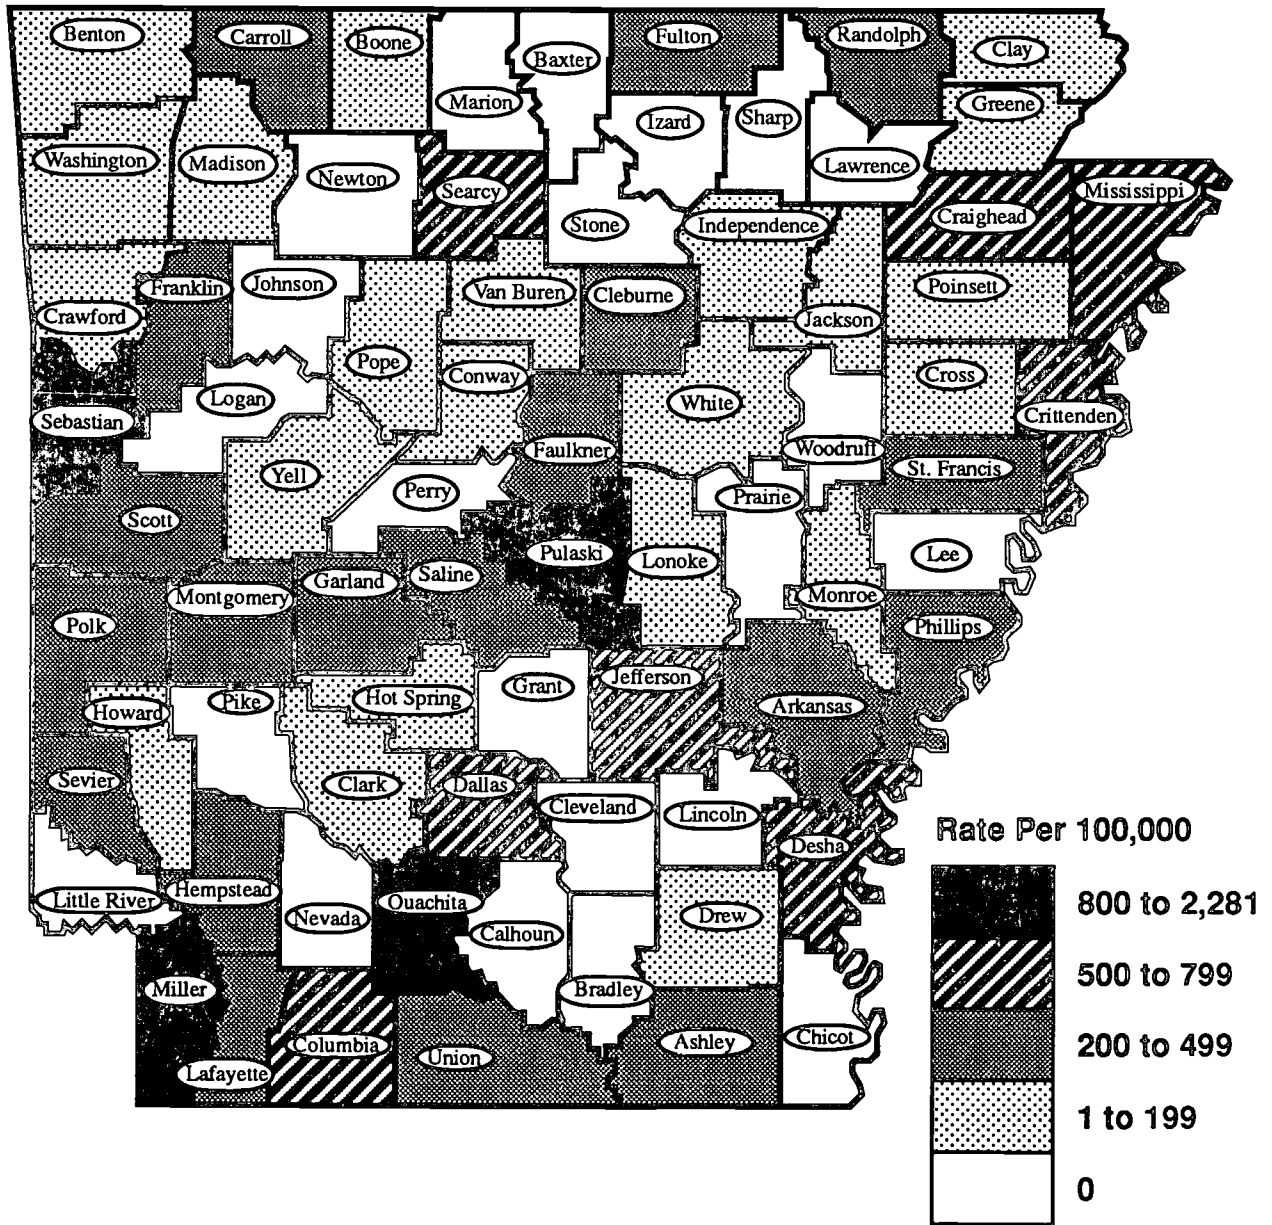 Benton
Carroll
Boone
Fulton
Randolph
Clay
Baxter
Marion
Greene
Izard
Sharp
Washington
Madison
Newton
Searcy
Lawrence
Mississippi
Stone
Independence
Craighead
Franklin
Johnson
Van Buren
Cleburne
Poinsett
Crawford
Jackson
Pope
Conway
Cross
Logan
White
Crittenden
Sebastian
Faulkner
Woodruff
St. Francis
Yell
Perry
Prairie
Scott
Pulaski
Lonoke
Lee
Garland
Saline
Montgomery
Monroe
Polk
Phillips
Jefferson
Grant
Hot Spring
Pike
Howard
Arkansas
Sevier
Clark
Dallas
Cleveland
Lincoln
Desha
Rate Per 100,000
Hempstead
Little River
Ouachita
800 to 2,281
Nevada
Drew
Calhoun
500 to 799
Miller
Bradley
Columbia
Union
Ashley
Chicot
200 to 499
Lafayette
1 to 199
0